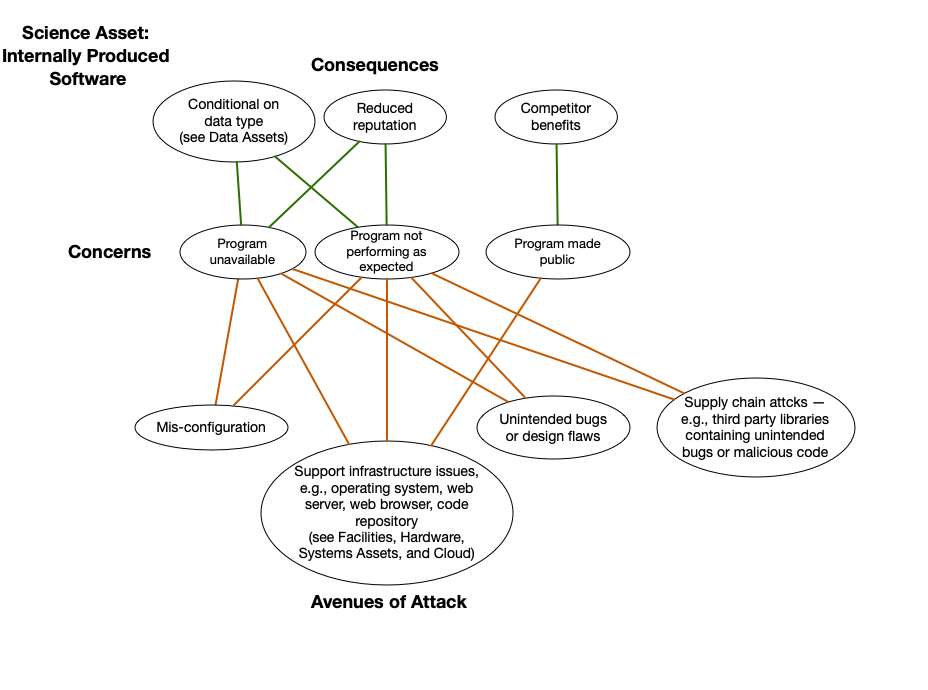 Science Asset:
Internally Produced
Software
Consequences
Conditional on
data type
(see Data Assets)
Reduced
reputation
Competitor
benefits
Concerns
Program
unavailable
Program not
performing as
expected
Program made
public
Mis-configuration
Support infrastructure issues,
e.g., operating system, web
server, web browser, code
repository
(see Facilities, Hardware,
Systems Assets, and Cloud)
Unintended bugs
or design flaws
Supply chain attcks —
e.g., third party libraries
containing unintended
bugs or malicious code
Avenues of Attack